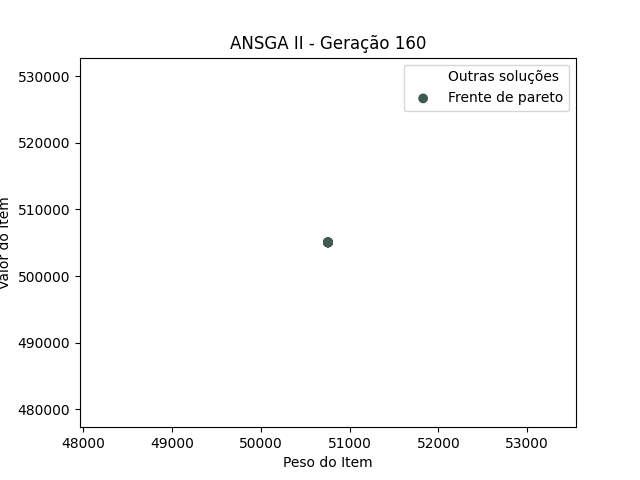 ANSGA II - Geração 160
Outras soluções
Frente de pareto
530000
520000
510000
500000
490000
480000
Valor do Item
48000
49000
50000
51000
52000
53000
Peso do Item